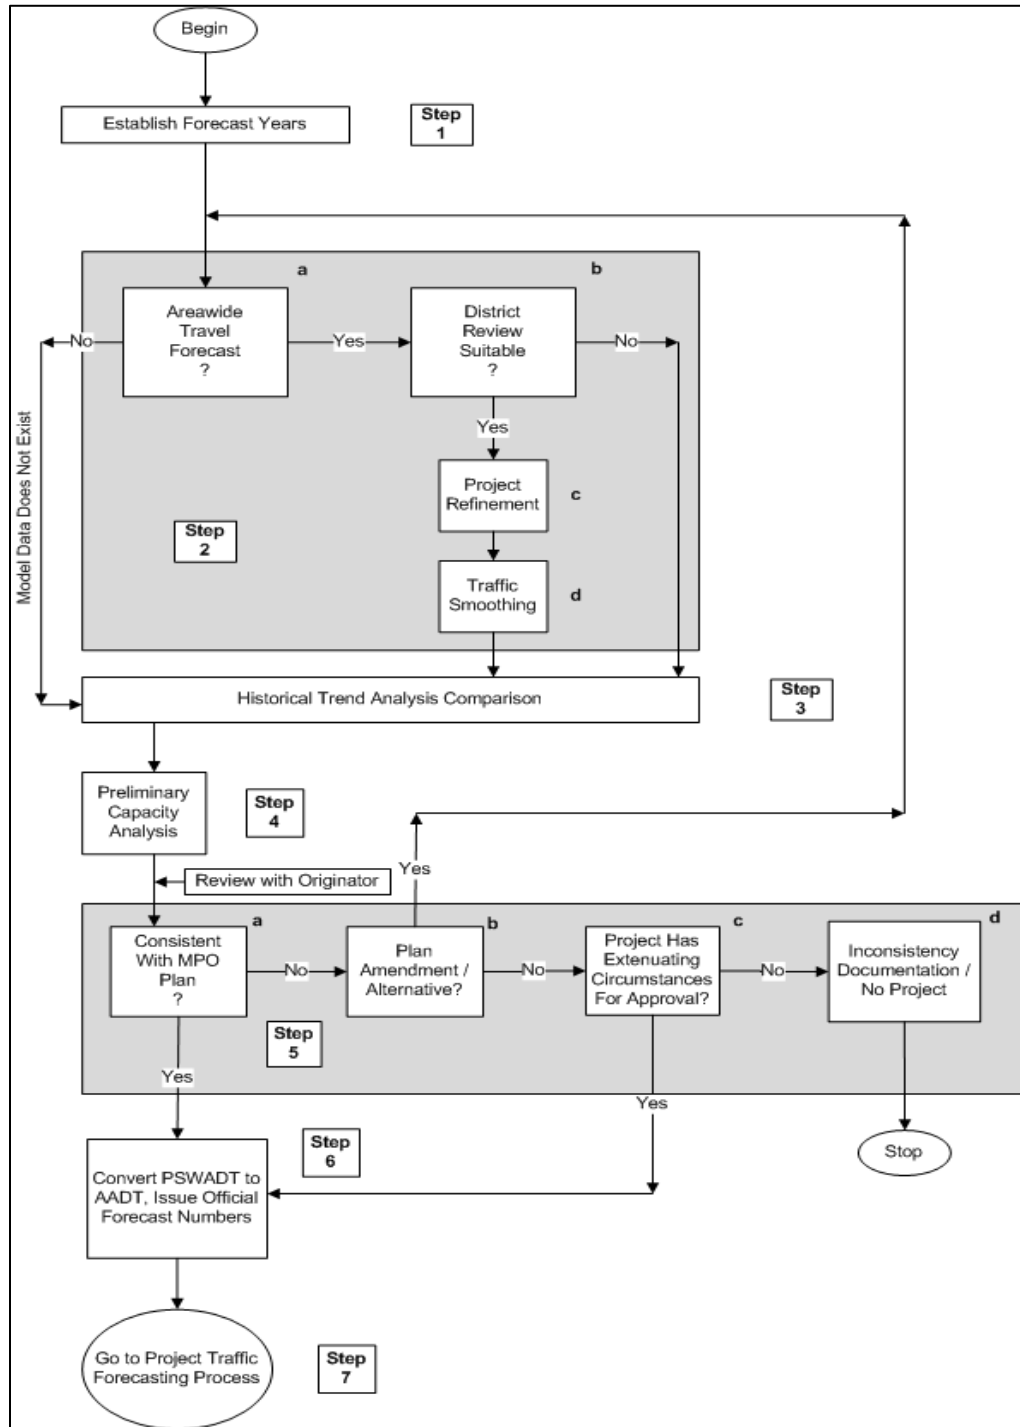 Begin
Establish Forecast Years
Step
1
a
b
Areawide
Travel
Forecast
?
District
Review
Suitable
?
No
Yes
No
Yes
Model Data Does Not Exist
Project
Refinement
c
Step
2
Traffic
Smoothing
d
Historical Trend Analysis Comparison
Step
3
Preliminary
Capacity
Analysis
Step
4
Yes
Review with Originator
a
b
c
d
Consistent
With MPO
Plan
?
No
Plan
Amendment /
Alternative?
No
Project Has
Extenuating
Circumstances
For Approval?
No
Inconsistency
Documentation /
No Project
Step
5
Yes
Yes
Step
6
Stop
Convert PSWADT to
AADT, Issue Official
Forecast Numbers
Go to Project Traffic
Forecasting Process
Step
7